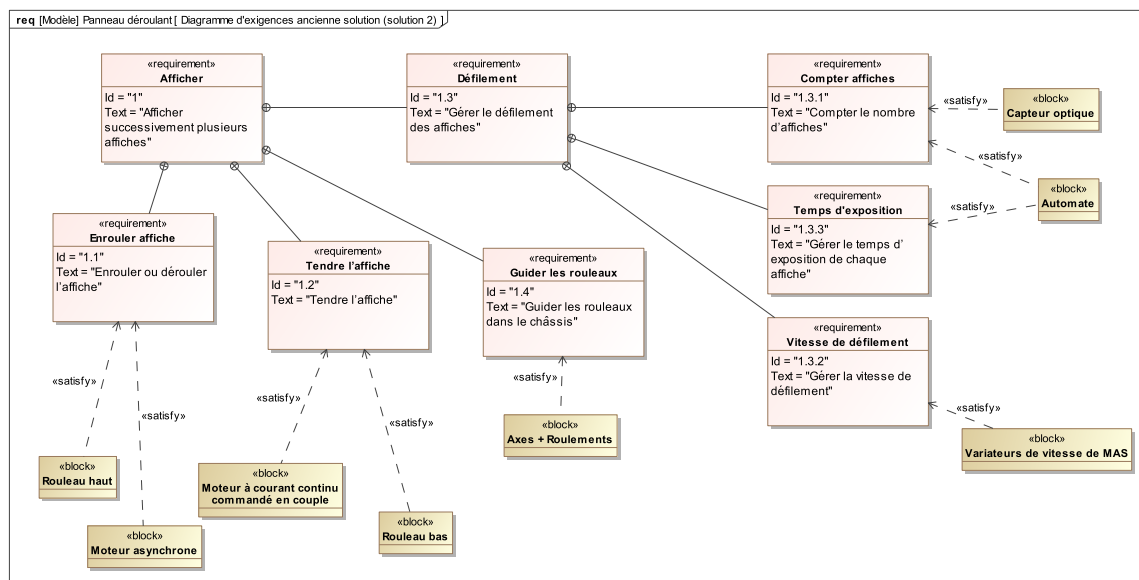 req [Modèle] Panneau déroulant [ Diagramme d'exigences ancienne solution (solution 2) ]
«requirement»
Afficher
Id = "1"
Text = "Afficher
successivement plusieurs
affiches"
«requirement»
Défilement
Id = "1.3"
Text = "Gérer le défilement
des affiches"
«requirement»
Compter affiches
Id = "1.3.1"
Text = "Compter le nombre
d'affiches"
«satisfy»
«block»
Capteur optique
«satisfy»
«block»
Automate
«satisfy»
«requirement»
Temps d'exposition
Id = "1.3.3"
Text = "Gérer le temps d'
exposition de chaque
affiche"
«requirement»
Enrouler affiche
Id = "1.1"
Text = "Enrouler ou dérouler
l'affiche"
«requirement»
Tendre l'affiche
Id = "1.2"
Text = "Tendre l'affiche"
«requirement»
Guider les rouleaux
Id = "1.4"
Text = "Guider les rouleaux
dans le châssis"
«requirement»
Vitesse de défilement
Id = "1.3.2"
Text = "Gérer la vitesse de
défilement"
«satisfy»
«satisfy»
«satisfy»
«satisfy»
«satisfy»
«block»
Axes + Roulements
«block»
Variateurs de vitesse de MAS
«block»
Rouleau haut
«block»
Moteur à courant continu
commandé en couple
«block»
Rouleau bas
«block»
Moteur asynchrone